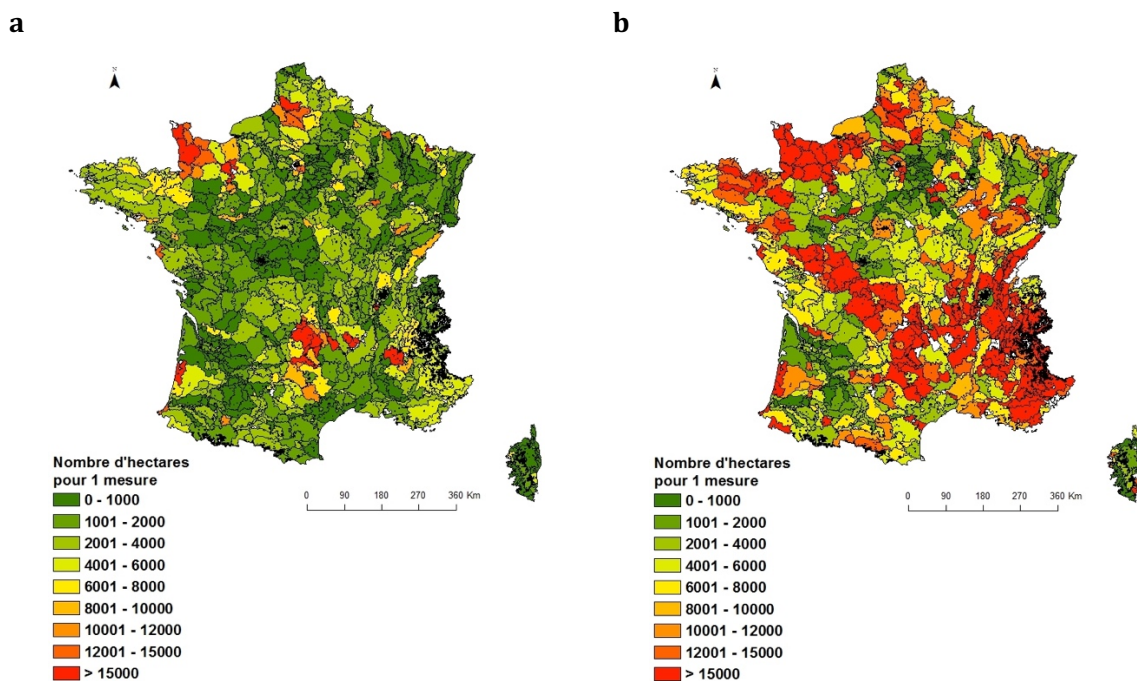 a
b
N
N
Nombre d'hectares
pour 1 mesure
0 - 1000
1001 - 2000
2001 - 4000
4001 - 6000
6001 - 8000
8001 - 10000
10001 - 12000
12001 - 15000
> 15000
0 90 180 270 360 Km
Nombre d'hectares
pour 1 mesure
0 - 1000
1001 - 2000
2001 - 4000
4001 - 6000
6001 - 8000
8001 - 10000
10001 - 12000
12001 - 15000
> 15000
0 90 180 270 360 Km